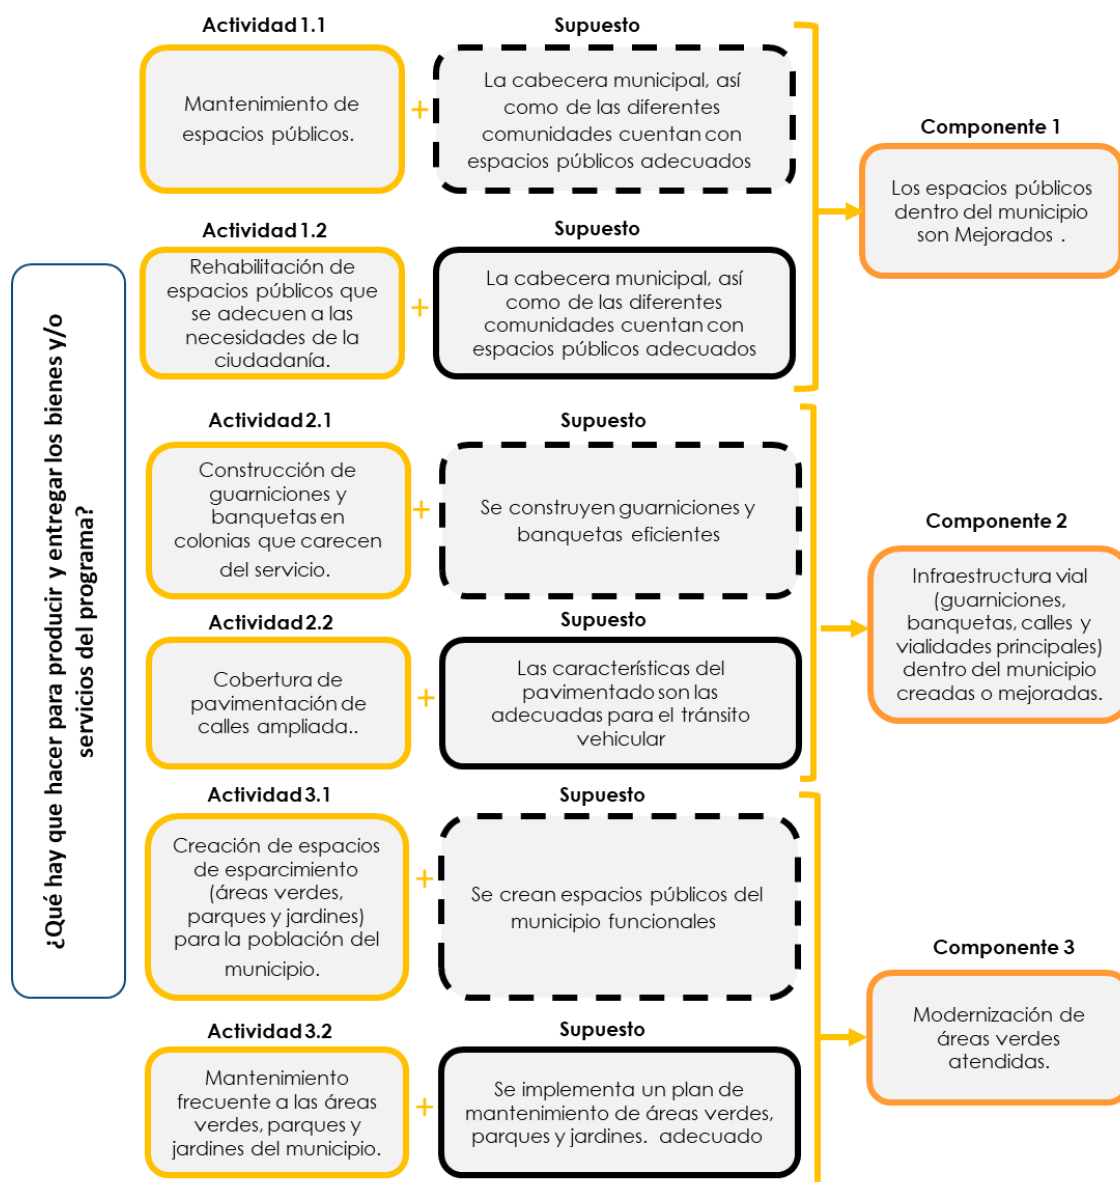 ¿Qué hay que hacer para producir y entregar los bienes y/o
servicios del programa?
Actividad 1.1
Mantenimiento de
espacios públicos.
+
Supuesto
La cabecera municipal, así
como de las diferentes
comunidades cuentan con
espacios públicos adecuados
Actividad 1.2
Rehabilitación de
espacios públicos que
se adecuen a las
necesidades de la
ciudadanía.
+
Supuesto
La cabecera municipal, así
como de las diferentes
comunidades cuentan con
espacios públicos adecuados
Componente 1
Los espacios públicos
dentro del municipio
son Mejorados .
Actividad 2.1
Construcción de
guarniciones y
banquetas en
colonias que carecen
del servicio.
+
Supuesto
Se construyen guarniciones y
banquetas eficientes
Actividad 2.2
Cobertura de
pavimentación de
calles ampliada..
+
Supuesto
Las características del
pavimentado son las
adecuadas para el tránsito
vehicular
Componente 2
Infraestructura vial
(guarniciones,
banquetas, calles y
vialidades principales)
dentro del municipio
creadas o mejoradas.
Actividad 3.1
Creación de espacios
de esparcimiento
(áreas verdes,
parques y jardines)
para la población del
municipio.
+
Supuesto
Se crean espacios públicos del
municipio funcionales
Actividad 3.2
Mantenimiento
frecuente a las áreas
verdes, parques y
jardines del municipio.
+
Supuesto
Se implementa un plan de
mantenimiento de áreas verdes,
parques y jardines. adecuado
Componente 3
Modernización de
áreas verdes
atendidas.